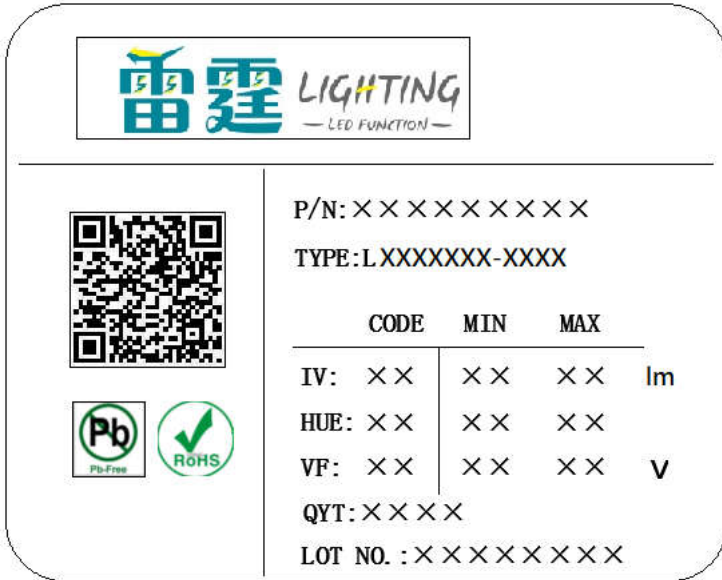 雷霆 LIGHTING
LED FUNCTION
P/N:×××××××××
TYPE:LXXXXXXX-XXXX
CODE MIN MAX
IV: ×× ×× ×× lm
HUE: ×× ×× ××
VF: ×× ×× ×× V
QYT:××××
LOT NO.:××××××××
Pb
Pb-Free
RoHS